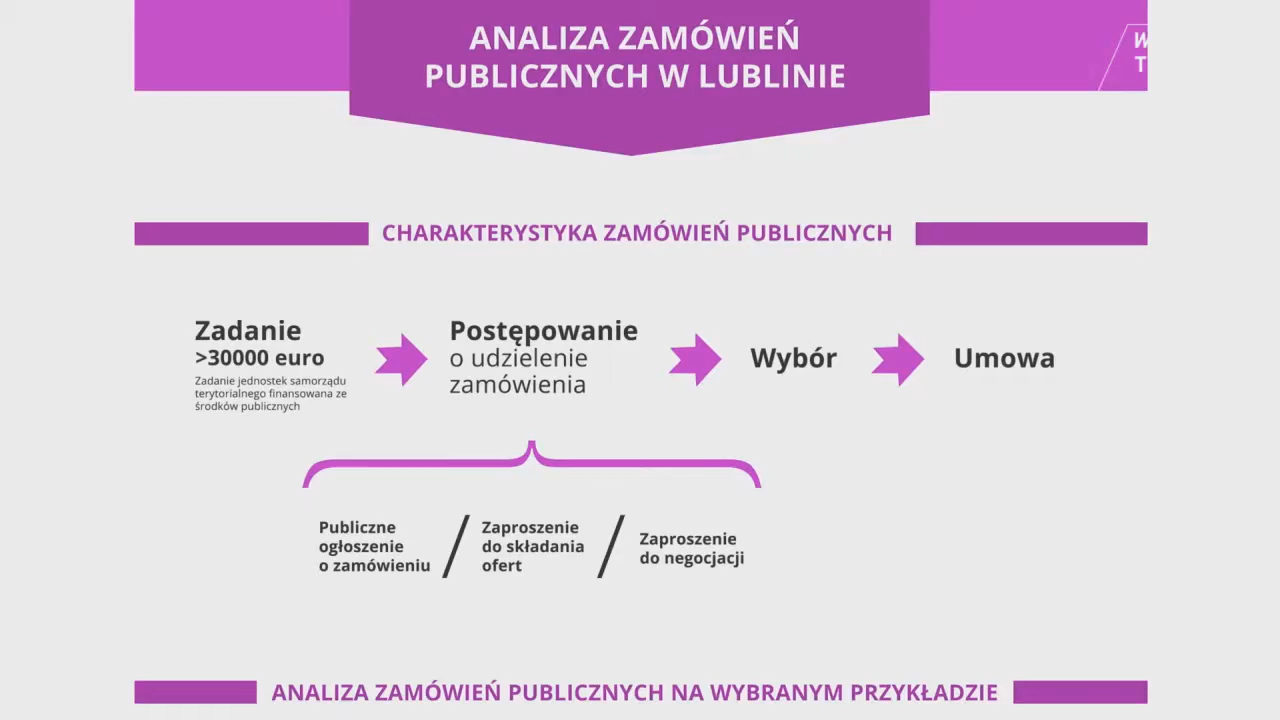 ANALIZA ZAMÓWIEŃ
PUBLICZNYCH W LUBLINIE
CHARAKTERYSTYKA ZAMÓWIEŃ PUBLICZNYCH
Zadanie
>30000 euro
Zadanie jednostek samorządu
terytorialnego finansowana ze
środków publicznych
Postępowanie
o udzielenie
zamówienia
Wybór
Umowa
Publiczne
ogłoszenie
o zamówieniu
Zaproszenie
do składania
ofert
Zaproszenie
do negocjacji
ANALIZA ZAMÓWIEŃ PUBLICZNYCH NA WYBRANYM PRZYKŁADZIE